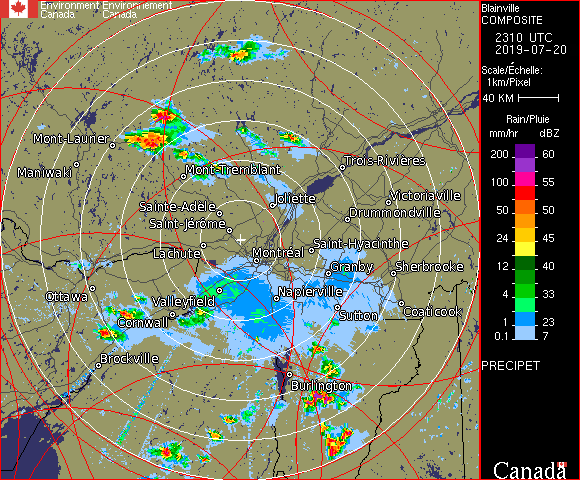 Environment Environnement
Canada Canada
Blainville
COMPOSITE
2310 UTC
2019-07-20
Scale/Échelle:
1km/Pixel
40 KM
Rain/Pluie
mm/hr dBZ
200 60
100 55
50 50
24 45
12 40
4 33
1 23
0.1 7
PRECIPET
Canada
Mont-Laurier
Maniwaki
Mont-Tremblant
Trois-Rivières
Sainte-Adele
Joliette
Victoriaville
Saint-Jérôme
Drummondville
Lachute
Montréal
Saint-Hyacinthe
Granby
Sherbrooke
Ottawa
Valleyfield
Napierville
Cornwall
Sutton
Coaticook
Brockville
Burlington